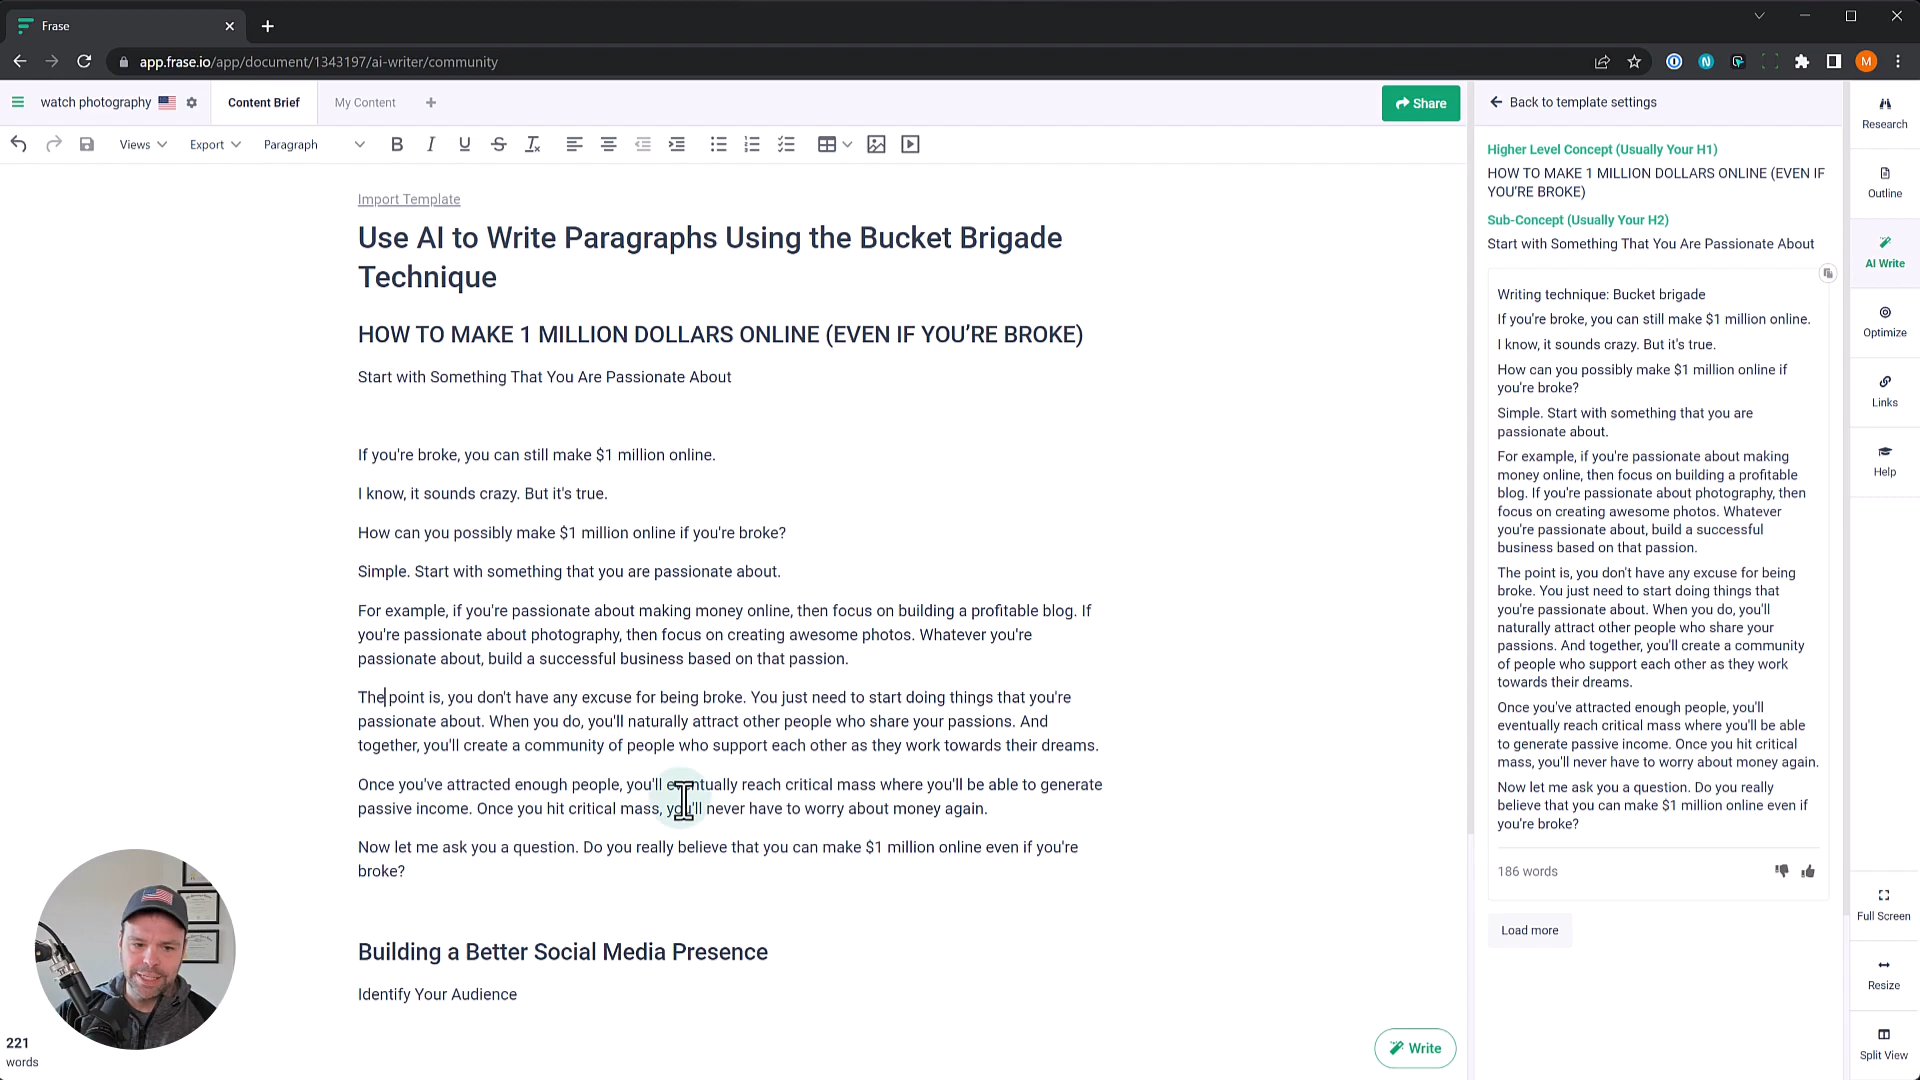 Frase
app.frase.io/app/document/1343197/ai-writer/community
M
watch photography
Content Brief
My Content
Share
Back to template settings
Views
Export
Paragraph
Import Template
Use AI to Write Paragraphs Using the Bucket Brigade
Technique
HOW TO MAKE 1 MILLION DOLLARS ONLINE (EVEN IF YOU’RE BROKE)
Start with Something That You Are Passionate About
If you're broke, you can still make $1 million online.
I know, it sounds crazy. But it's true.
How can you possibly make $1 million online if you're broke?
Simple. Start with something that you are passionate about.
For example, if you're passionate about making money online, then focus on building a profitable blog. If
you're passionate about photography, then focus on creating awesome photos. Whatever you're
passionate about, build a successful business based on that passion.
The point is, you don't have any excuse for being broke. You just need to start doing things that you're
passionate about. When you do, you'll naturally attract other people who share your passions. And
together, you'll create a community of people who support each other as they work towards their dreams.
Once you've attracted enough people, you'll eventually reach critical mass where you'll be able to generate
passive income. Once you hit critical mass, you'll never have to worry about money again.
Now let me ask you a question. Do you really believe that you can make $1 million online even if you're
broke?
Building a Better Social Media Presence
Identify Your Audience
221
words
Write
Higher Level Concept (Usually Your H1)
HOW TO MAKE 1 MILLION DOLLARS ONLINE (EVEN IF
YOU’RE BROKE)
Sub-Concept (Usually Your H2)
Start with Something That You Are Passionate About
Writing technique: Bucket brigade
If you're broke, you can still make $1 million online.
I know, it sounds crazy. But it's true.
How can you possibly make $1 million online if
you're broke?
Simple. Start with something that you are
passionate about.
For example, if you're passionate about making
money online, then focus on building a profitable
blog. If you're passionate about photography, then
focus on creating awesome photos. Whatever
you're passionate about, build a successful
business based on that passion.
The point is, you don't have any excuse for being
broke. You just need to start doing things that
you're passionate about. When you do, you'll
naturally attract other people who share your
passions. And together, you'll create a community
of people who support each other as they work
towards their dreams.
Once you've attracted enough people, you'll
eventually reach critical mass where you'll be able
to generate passive income. Once you hit critical
mass, you'll never have to worry about money again.
Now let me ask you a question. Do you really
believe that you can make $1 million online even if
you're broke?
186 words
Load more
Research
Outline
AI Write
Optimize
Links
Help
Full Screen
Resize
Split View